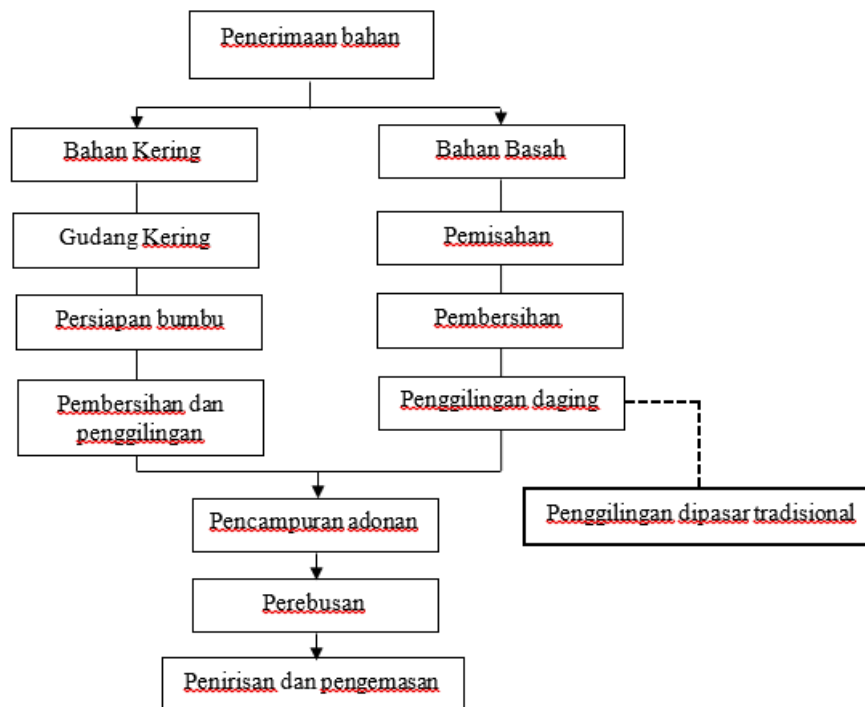 Penerimaan bahan
Bahan Kering
Bahan Basah
Gudang Kering
Pemisahan
Persiapan bumbu
Pembersihan
Pembersihan dan
penggilingan
Penggilingan daging
Pencampuran adonan
Penggilingan dipasar tradisional
Perebusan
Penirisan dan pengemasan